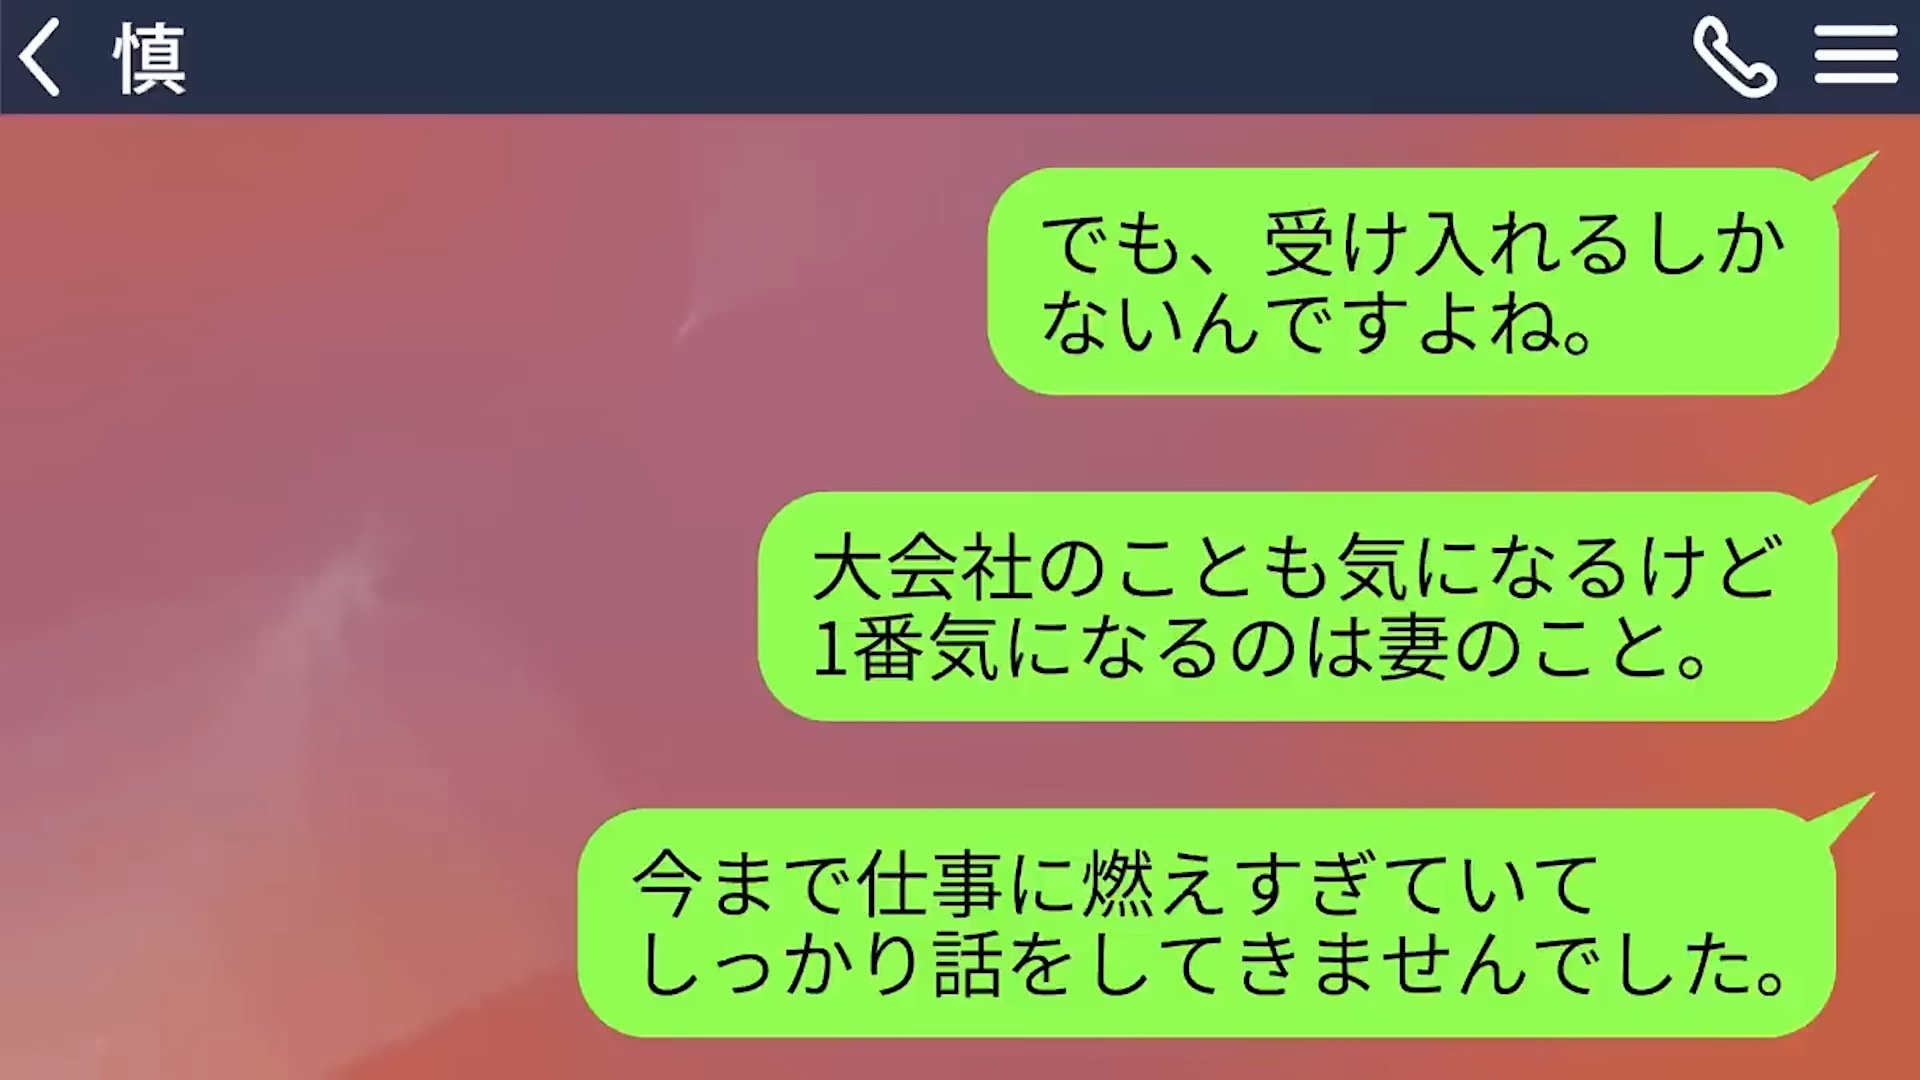 慎
でも、受け入れるしか
ないんですよね。
大会社のことも気になるけど
1番気になるのは妻のこと。
今まで仕事に燃えすぎていて
しっかり話をしてきませんでした。